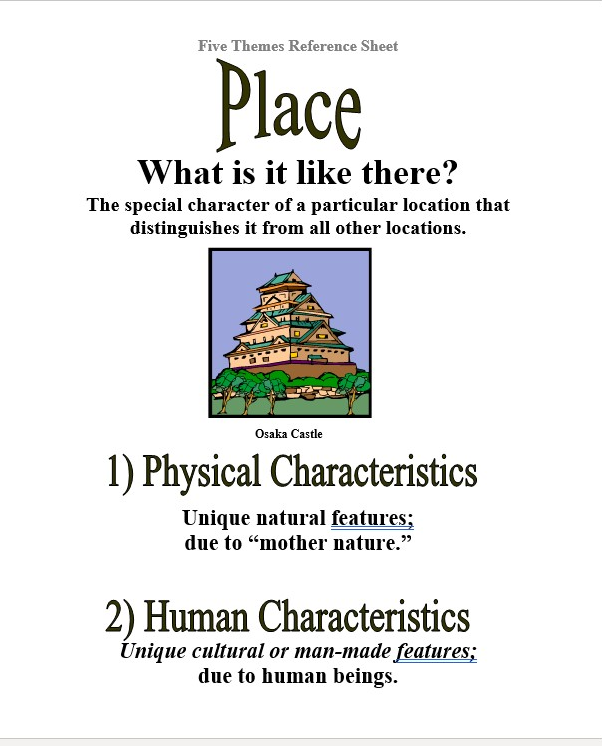 Five Themes Reference Sheet
Place
What is it like there?
The special character of a particular location that
distinguishes it from all other locations.
Osaka Castle
1) Physical Characteristics
Unique natural features;
due to “mother nature.”
2) Human Characteristics
Unique cultural or man-made features;
due to human beings.